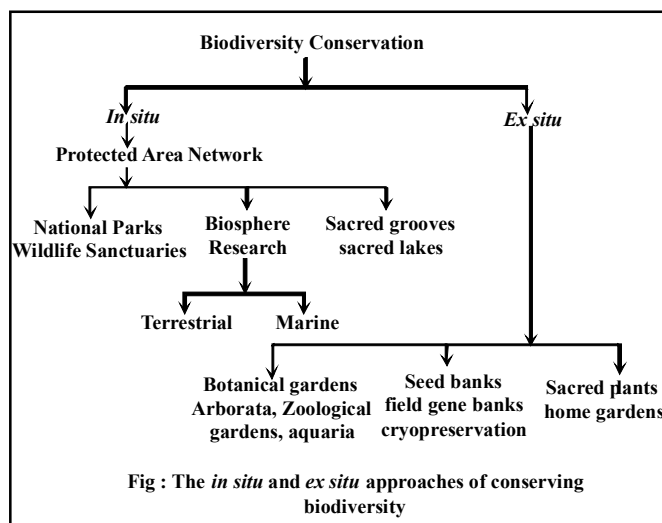 Biodiversity Conservation
In situ
Ex situ
Protected Area Network
National Parks
Wildlife Sanctuaries
Biosphere
Research
Sacred grooves
sacred lakes
Terrestrial
Marine
Botanical gardens
Arborata, Zoological
gardens, aquaria
Seed banks
field gene banks
cryopreservation
Sacred plants
home gardens
Fig : The in situ and ex situ approaches of conserving
biodiversity